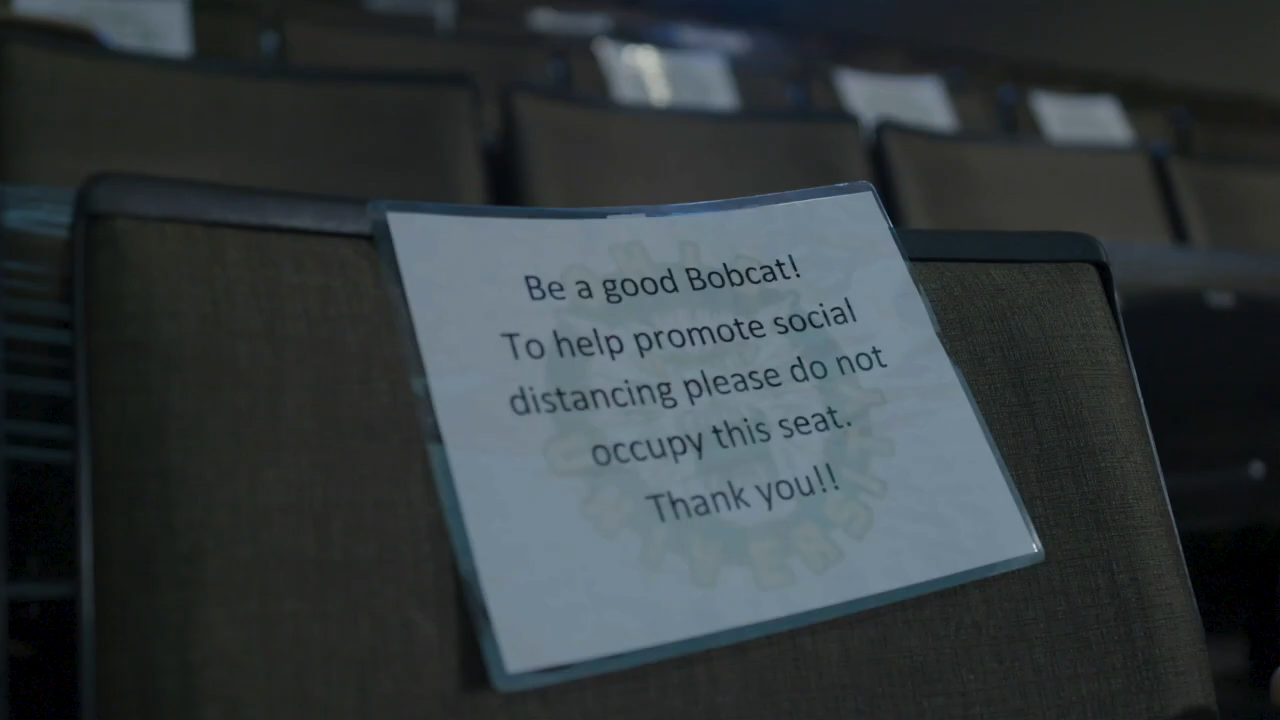 Be a good Bobcat!
To help promote social
distancing please do not
occupy this seat.
Thank you!!